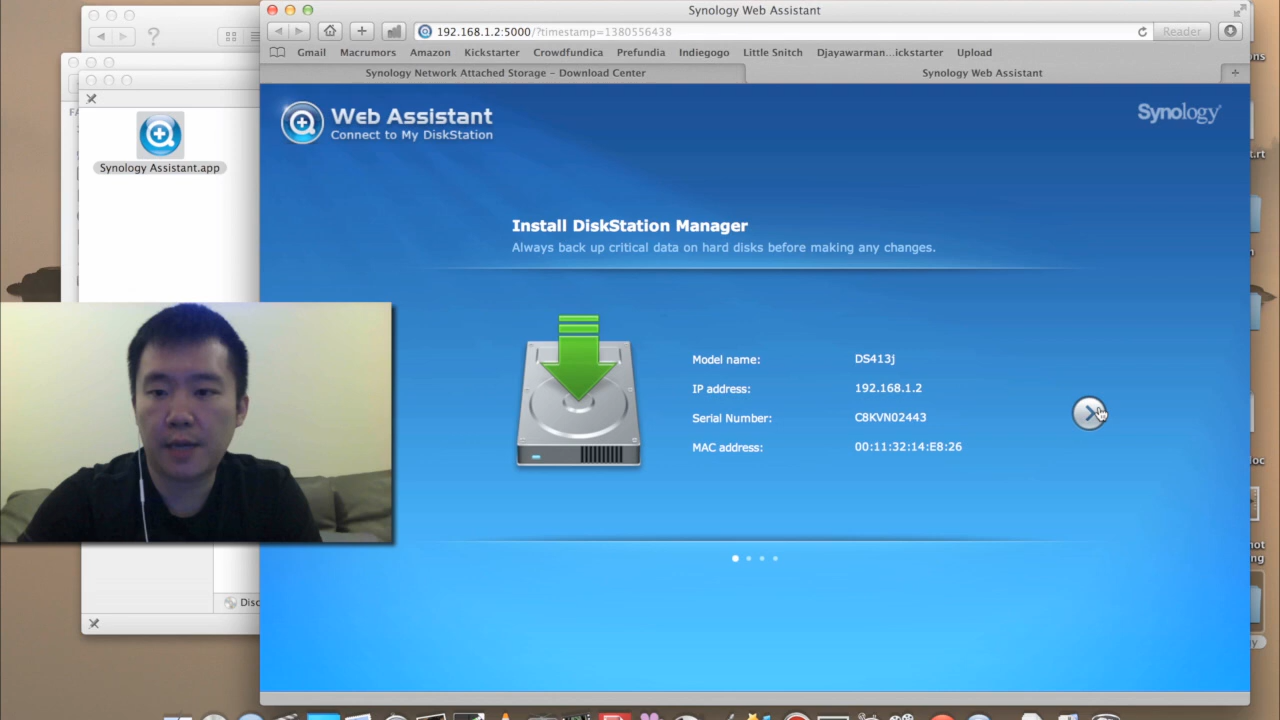 Synology Web Assistant
192.168.1.2:5000/?timestamp=1380556438
Reader
Gmail Macrumors Amazon Kickstarter Crowdfundica Prefundia Indiegogo Little Snitch Djayawarman...ickstarter Upload
Synology Network Attached Storage – Download Center
Synology Web Assistant
Synology Assistant.app
Web Assistant
Connect to My DiskStation
Synology
Install DiskStation Manager
Always back up critical data on hard disks before making any changes.
Model name: DS413j
IP address: 192.168.1.2
Serial Number: C8KVN02443
MAC address: 00:11:32:14:E8:26